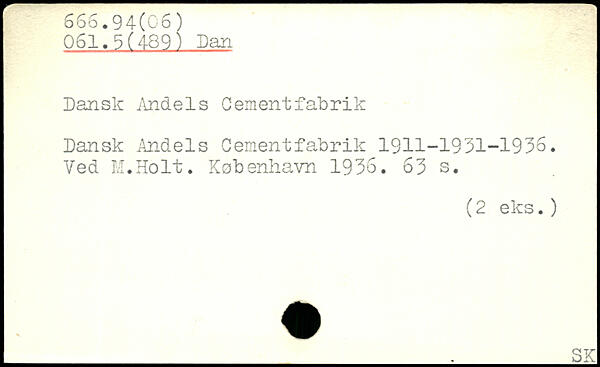 666.94(06)
061.5(489) Dan
Dansk Andels Cementfabrik
Dansk Andels Cementfabrik 1911-1931-1936.
Ved M.Holt. København 1936. 63 s.
(2 eks.)
SK